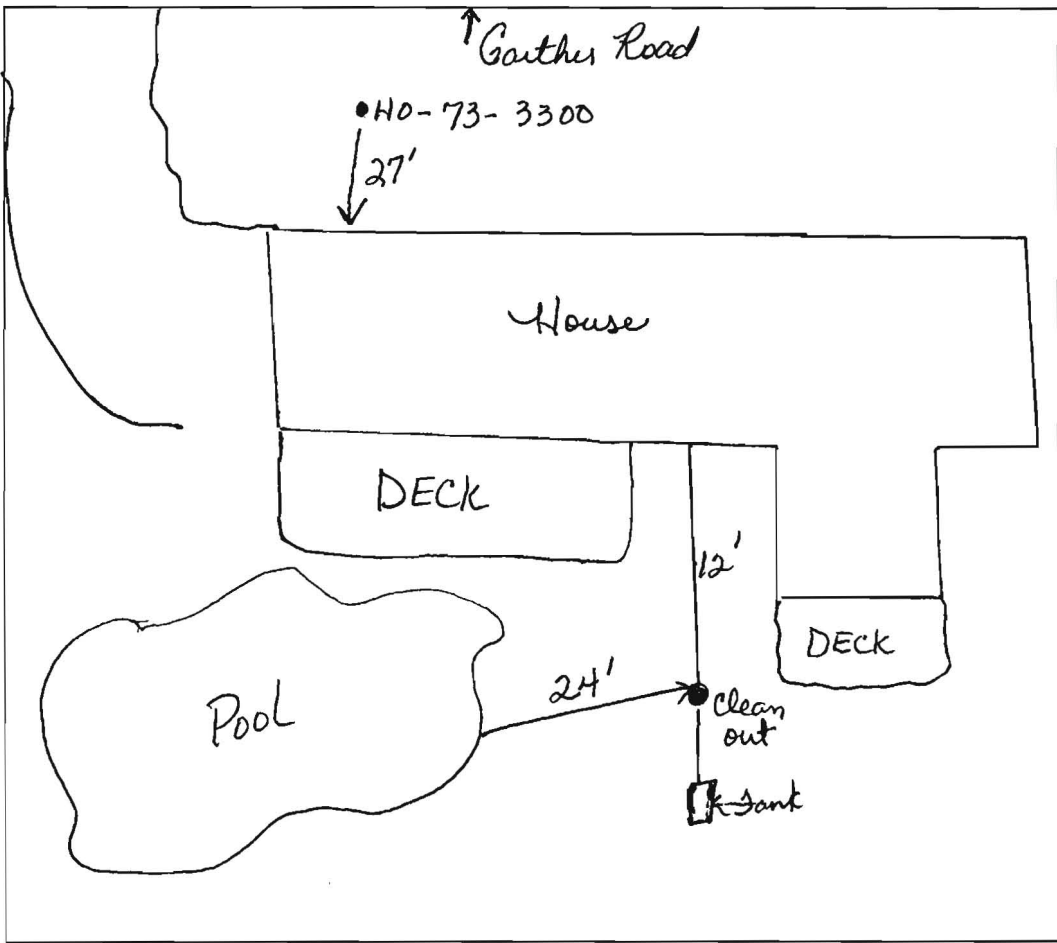 Gaither Road
HO-73-3300
27'
House
DECK
12'
DECK
24'
Pool
Clean
out
Tank